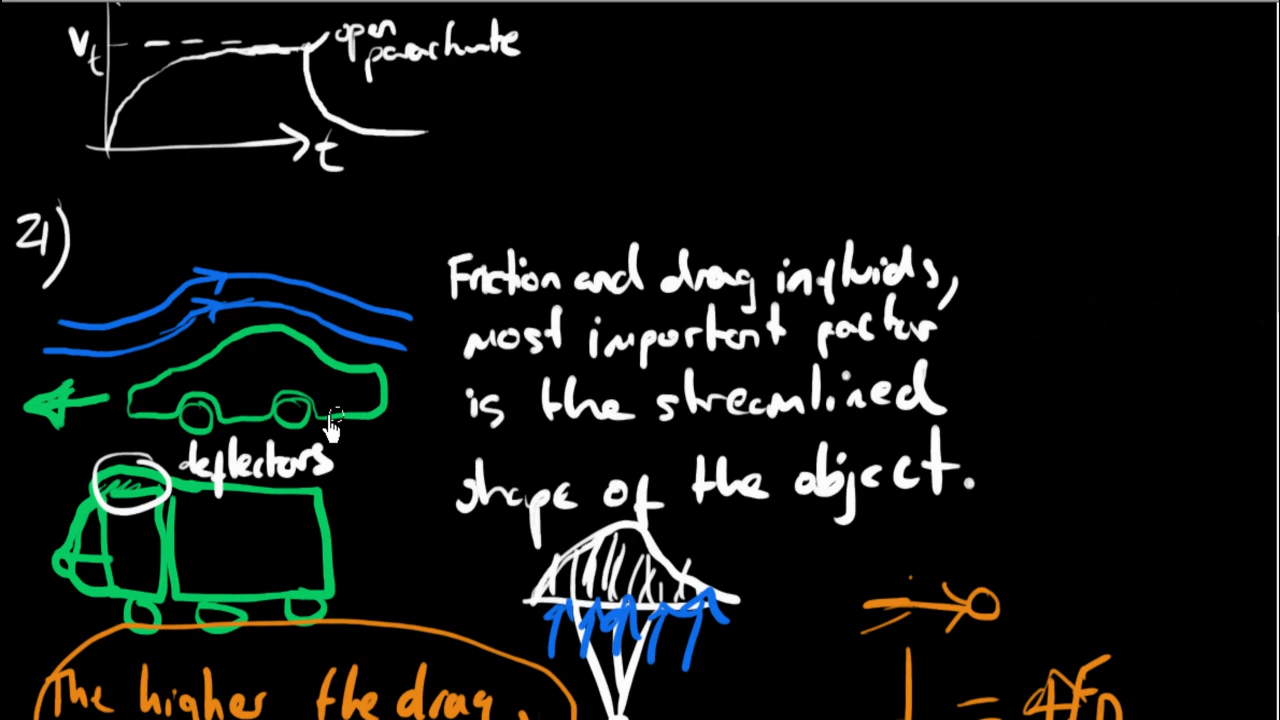 open
parachute
Vt
t
2)
Friction and drag in fluids,
most important factor
is the streamlined
shape of the object.
deflectors
The higher the drag,
= 4FD